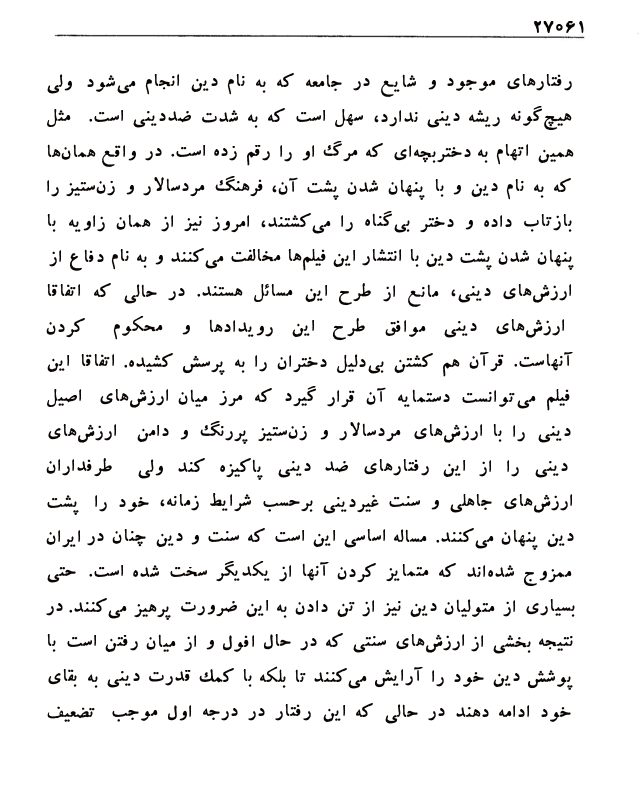 ۲۷۰۶۱
رفتارهای موجود و شایع در جامعه که به نام دین انجام می‌شود ولی
هیچ‌گونه ریشه دینی ندارد، سهل است که به شدت ضددینی است. مثل
همین اتهام به دختربچه‌ای که مرگ او را رقم زده است. در واقع همان‌ها
که به نام دین و با پنهان شدن پشت آن، فرهنگ مردسالار و زن‌ستیز را
بازتاب داده و دختر بی‌گناه را می‌کشتند، امروز نیز از همان زاویه با
پنهان شدن پشت دین با انتشار این فیلم‌ها مخالفت می‌کنند و به نام دفاع از
ارزش‌های دینی، مانع از طرح این مسائل هستند. در حالی که اتفاقا
ارزش‌های دینی موافق طرح این رویدادها و محکوم کردن
آنهاست. قرآن هم کشتن بی‌دلیل دختران را به پرسش کشیده. اتفاقا این
فیلم می‌توانست دستمایه آن قرار گیرد که مرز میان ارزش‌های اصیل
دینی را با ارزش‌های مردسالار و زن‌ستیز پررنگ و دامن ارزش‌های
دینی را از این رفتارهای ضد دینی پاکیزه کند ولی طرفداران
ارزش‌های جاهلی و سنت غیردینی برحسب شرایط زمانه، خود را پشت
دین پنهان می‌کنند. مساله اساسی این است که سنت و دین چنان در ایران
ممزوج شده‌اند که متمایز کردن آنها از یکدیگر سخت شده است. حتی
بسیاری از متولیان دین نیز از تن دادن به این ضرورت پرهیز می‌کنند. در
نتیجه بخشی از ارزش‌های سنتی که در حال افول و از میان رفتن است با
پوشش دین خود را آرایش می‌کنند تا بلکه با کمک قدرت دینی به بقای
خود ادامه دهند در حالی که این رفتار در درجه اول موجب تضعیف